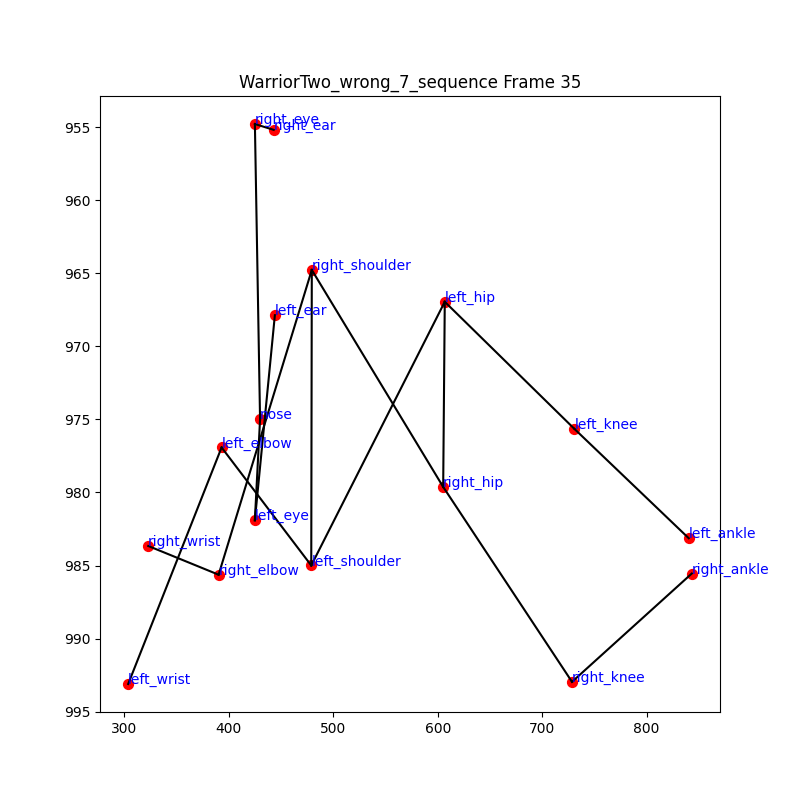 WarriorTwo_wrong_7_sequence Frame 35
955
960
965
970
975
980
985
990
995
right_eye
right_ear
right_shoulder
left_hip
left_ear
nose
left_knee
left_elbow
right_hip
left_eye
left_ankle
right_wrist
left_shoulder
right_elbow
right_ankle
left_wrist
right_knee
300
400
500
600
700
800